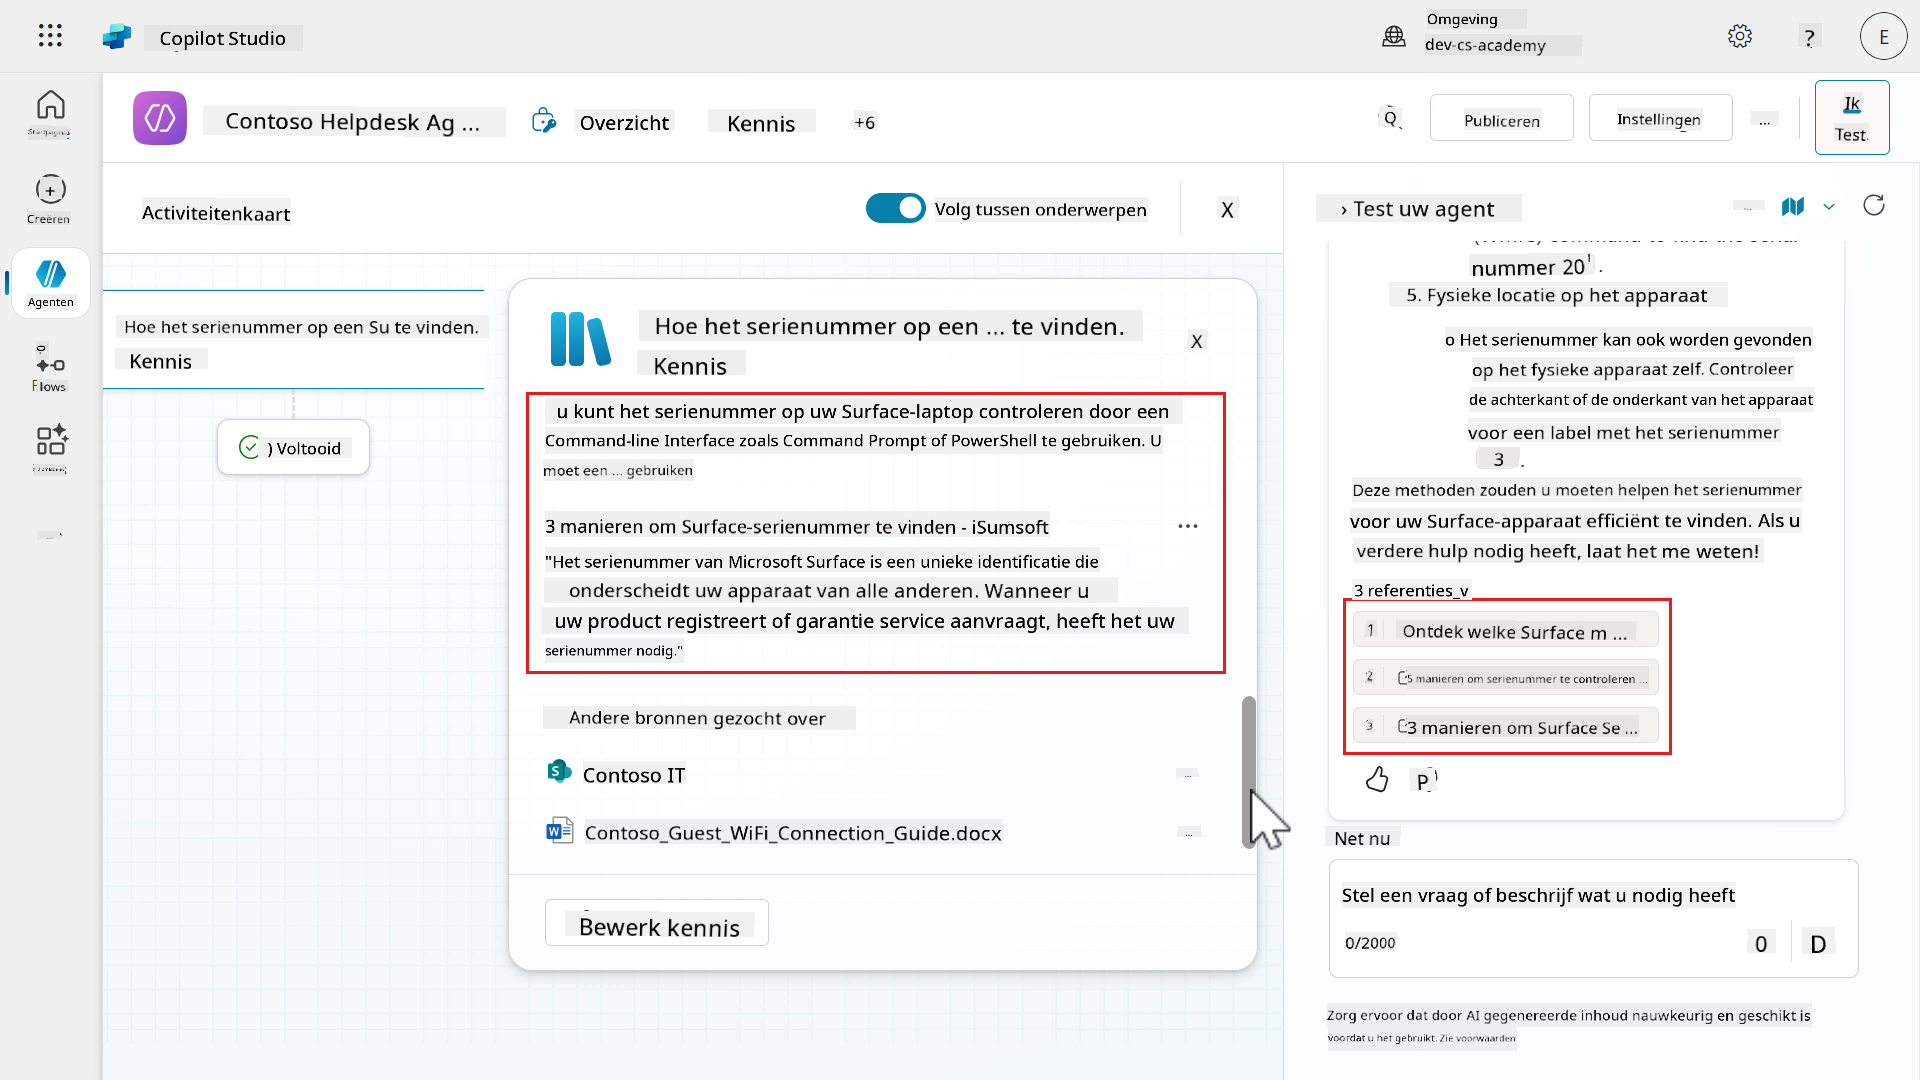 Copilot Studio
Omgeving
dev-cs-academy
?
E
Contoso Helpdesk Ag ...
Overzicht
Kennis
+6
Q
Publiceren
Instellingen
...
Ik
Test
Creëren
Agenten
Flows
Activiteitenkaart
Volg tussen onderwerpen
X
Hoe het serienummer op een Su te vinden.
Kennis
) Voltooid
Hoe het serienummer op een ... te vinden.
Kennis
X
u kunt het serienummer op uw Surface-laptop controleren door een
Command-line Interface zoals Command Prompt of PowerShell te gebruiken. U
moet een ... gebruiken
3 manieren om Surface-serienummer te vinden - iSumsoft
...
"Het serienummer van Microsoft Surface is een unieke identificatie die
onderscheidt uw apparaat van alle anderen. Wanneer u
uw product registreert of garantie service aanvraagt, heeft het uw
serienummer nodig."
Andere bronnen gezocht over
Contoso IT
...
Contoso_Guest_WiFi_Connection_Guide.docx
...
Bewerk kennis
› Test uw agent
...
nummer 20 .
5. Fysieke locatie op het apparaat
o Het serienummer kan ook worden gevonden
op het fysieke apparaat zelf. Controleer
de achterkant of de onderkant van het apparaat
voor een label met het serienummer
3 .
Deze methoden zouden u moeten helpen het serienummer
voor uw Surface-apparaat efficiënt te vinden. Als u
verdere hulp nodig heeft, laat het me weten!
3 referenties_v
1 Ontdek welke Surface m ...
2 5 manieren om serienummer te controleren ...
3 3 manieren om Surface Se ...
P
Net nu
Stel een vraag of beschrijf wat u nodig heeft
0/2000
0
D
Zorg ervoor dat door AI gegenereerde inhoud nauwkeurig en geschikt is
voordat u het gebruikt. Zie voorwaarden